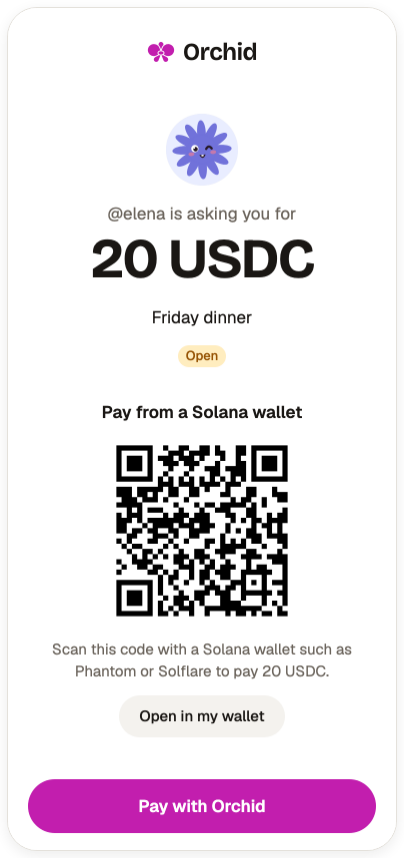 Orchid
@elena is asking you for
20 USDC
Friday dinner
Open
Pay from a Solana wallet
Scan this code with a Solana wallet such as
Phantom or Solflare to pay 20 USDC.
Open in my wallet
Pay with Orchid